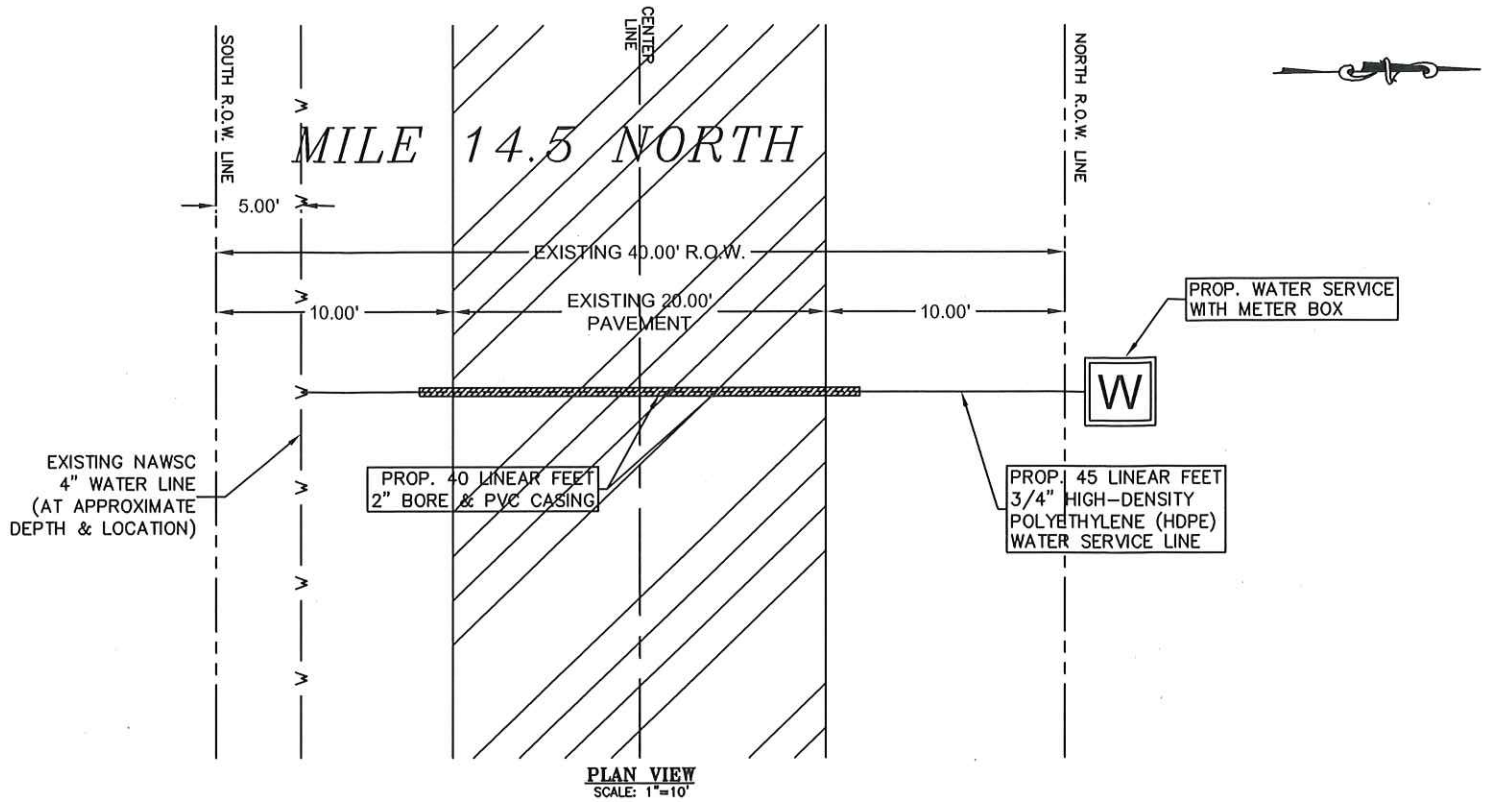 SOUTH R.O.W. LINE
CENTER
LINE
NORTH R.O.W. LINE
MILE 14.5 NORTH
5.00'
EXISTING 40.00' R.O.W.
10.00'
EXISTING 20.00'
PAVEMENT
10.00'
PROP. WATER SERVICE
WITH METER BOX
W
W
W
W
W
W
W
EXISTING NAWSC
4" WATER LINE
(AT APPROXIMATE
DEPTH & LOCATION)
PROP. 40 LINEAR FEET
2" BORE & PVC CASING
PROP. 45 LINEAR FEET
3/4" HIGH-DENSITY
POLYETHYLENE (HDPE)
WATER SERVICE LINE
PLAN VIEW
SCALE: 1"=10'